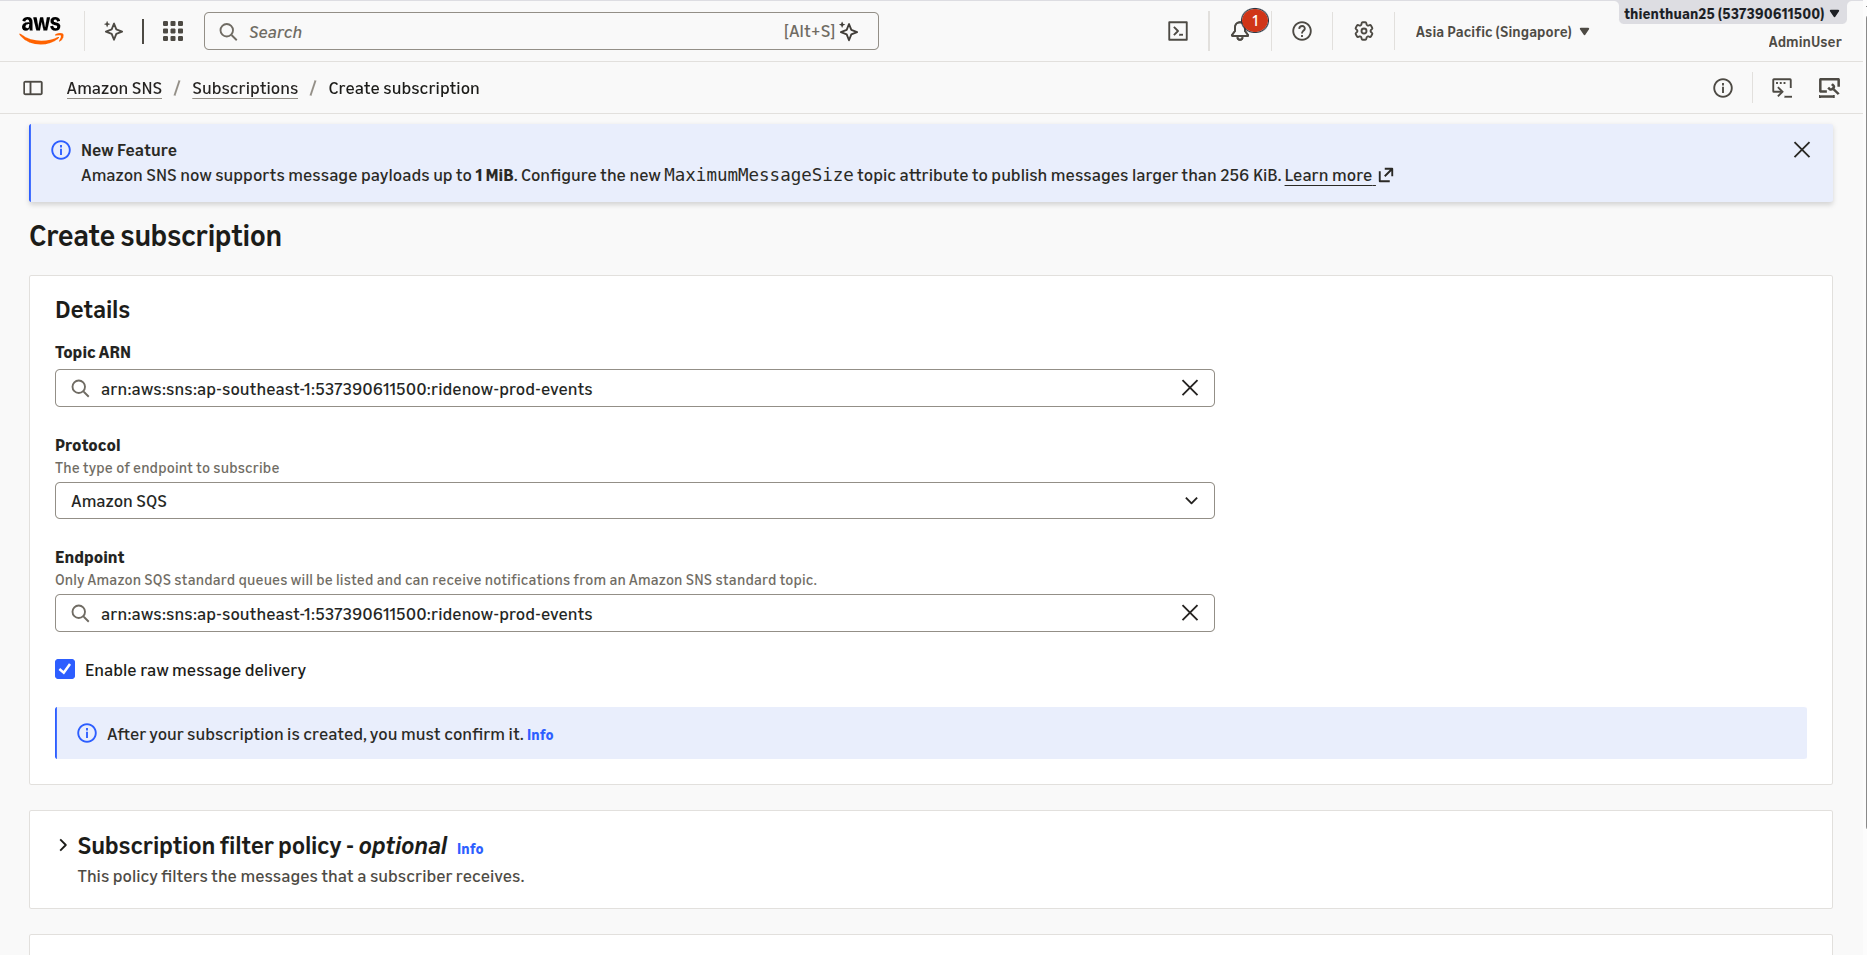 aws
Search
[Alt+S]
1
Asia Pacific (Singapore)
thienthuan25 (537390611500)
AdminUser
Amazon SNS / Subscriptions / Create subscription
New Feature
Amazon SNS now supports message payloads up to 1 MiB. Configure the new MaximumMessageSize topic attribute to publish messages larger than 256 KiB. Learn more
Create subscription
Details
Topic ARN
arn:aws:sns:ap-southeast-1:537390611500:ridenow-prod-events
Protocol
The type of endpoint to subscribe
Amazon SQS
Endpoint
Only Amazon SQS standard queues will be listed and can receive notifications from an Amazon SNS standard topic.
arn:aws:sns:ap-southeast-1:537390611500:ridenow-prod-events
Enable raw message delivery
After your subscription is created, you must confirm it. Info
Subscription filter policy - optional Info
This policy filters the messages that a subscriber receives.